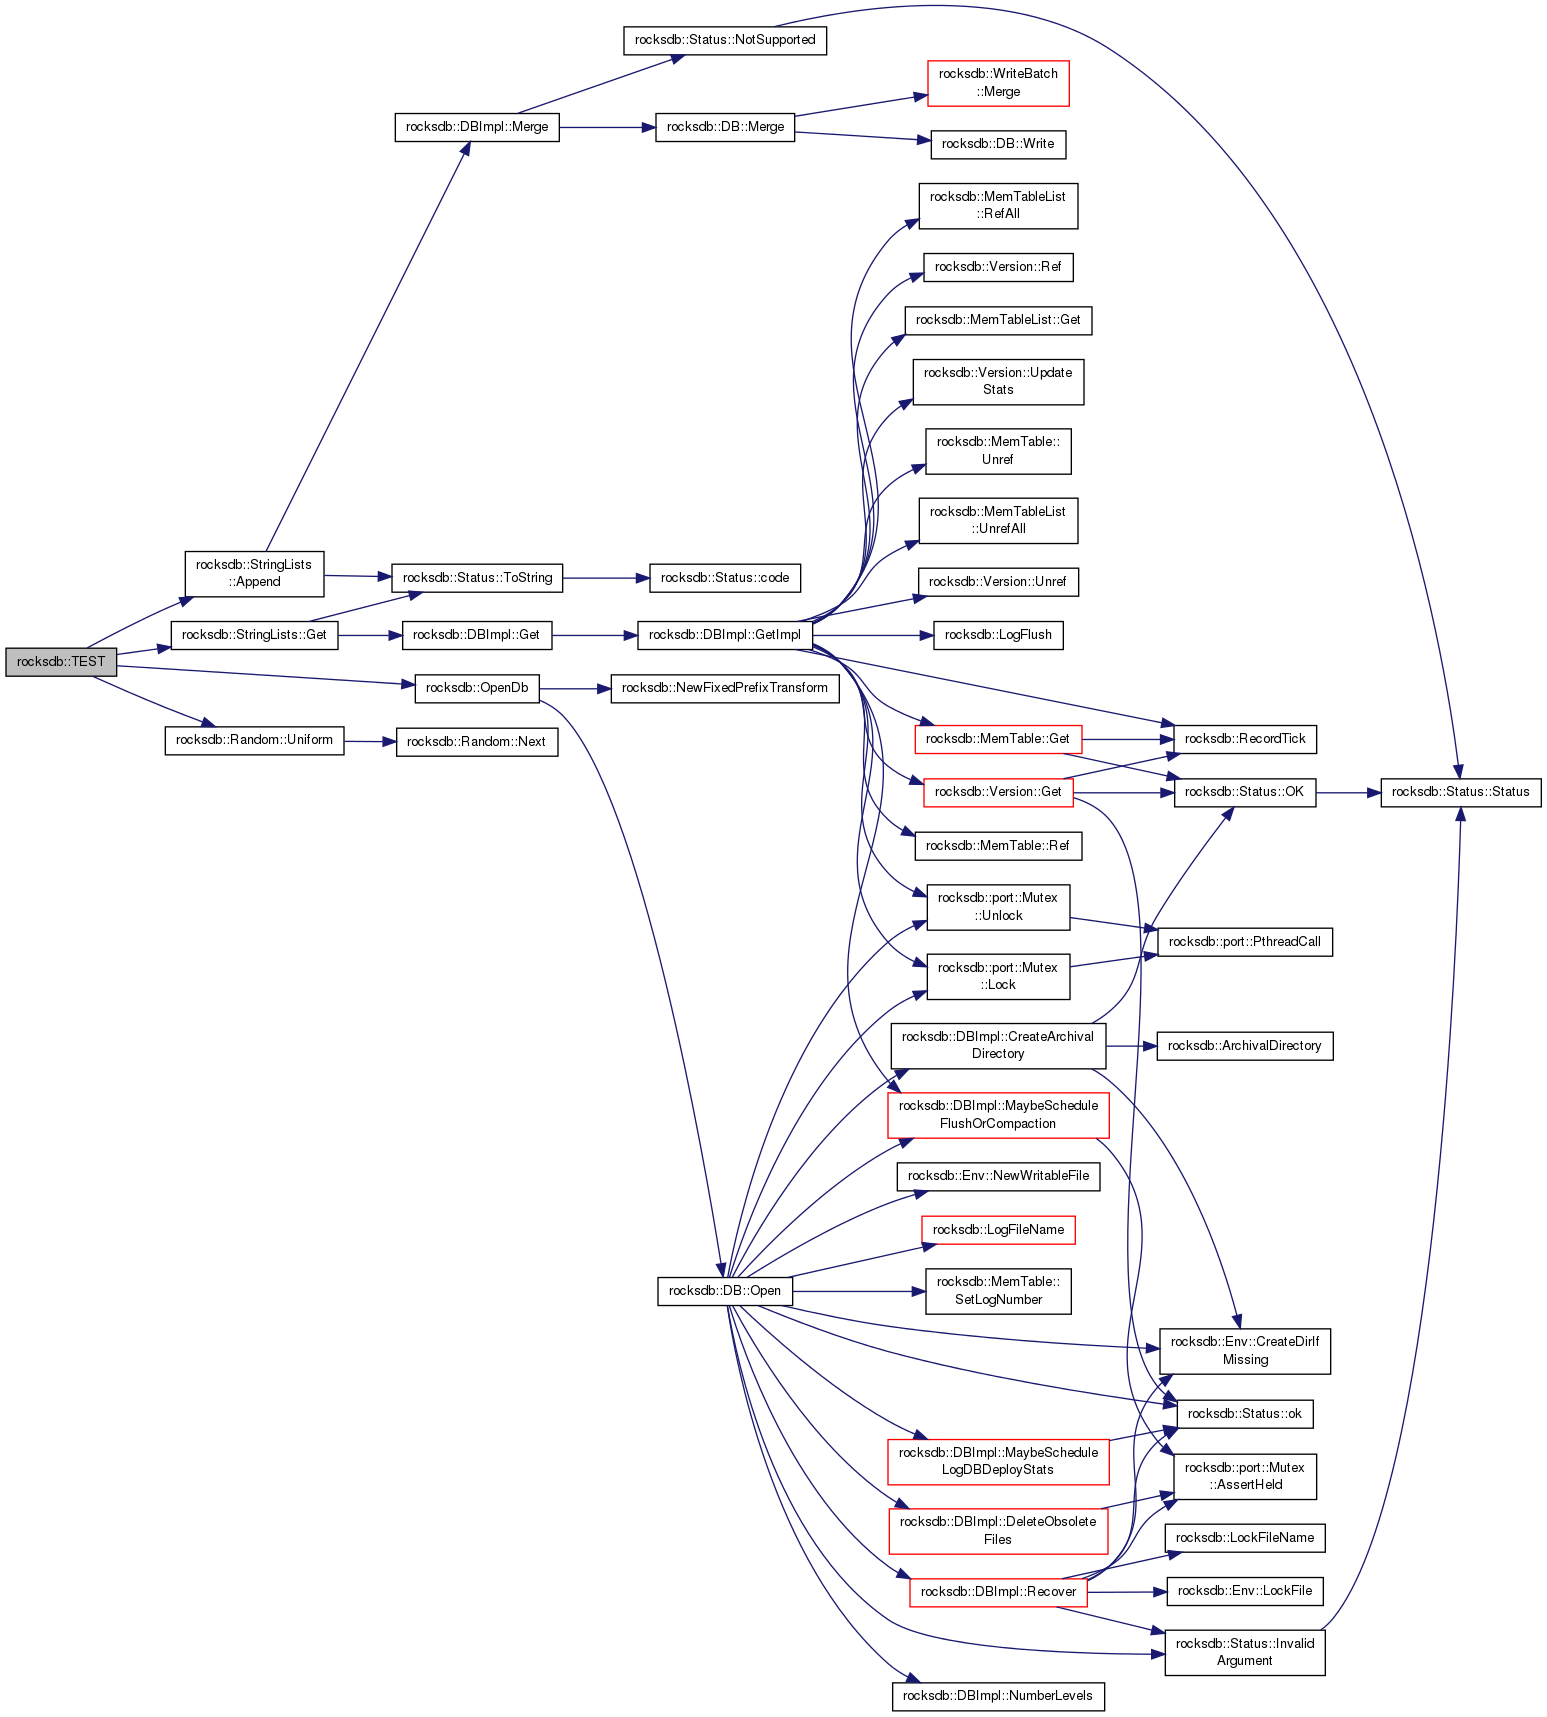 rocksdb::Status::NotSupported
rocksdb::WriteBatch
::Merge
rocksdb::DBImpl::Merge
rocksdb::DB::Merge
rocksdb::DB::Write
rocksdb::MemTableList
::RefAll
rocksdb::Version::Ref
rocksdb::MemTableList::Get
rocksdb::Version::Update
Stats
rocksdb::MemTable::
Unref
rocksdb::MemTableList
::UnrefAll
rocksdb::StringLists
::Append
rocksdb::Status::ToString
rocksdb::Status::code
rocksdb::Version::Unref
rocksdb::StringLists::Get
rocksdb::DBImpl::Get
rocksdb::DBImpl::GetImpl
rocksdb::LogFlush
rocksdb::TEST
rocksdb::OpenDb
rocksdb::NewFixedPrefixTransform
rocksdb::Random::Uniform
rocksdb::Random::Next
rocksdb::MemTable::Get
rocksdb::RecordTick
rocksdb::Version::Get
rocksdb::Status::OK
rocksdb::Status::Status
rocksdb::MemTable::Ref
rocksdb::port::Mutex
::Unlock
rocksdb::port::PthreadCall
rocksdb::port::Mutex
::Lock
rocksdb::DBImpl::CreateArchival
Directory
rocksdb::ArchivalDirectory
rocksdb::DBImpl::MaybeSchedule
FlushOrCompaction
rocksdb::Env::NewWritableFile
rocksdb::LogFileName
rocksdb::DB::Open
rocksdb::MemTable::
SetLogNumber
rocksdb::Env::CreateDirIf
Missing
rocksdb::Status::ok
rocksdb::DBImpl::MaybeSchedule
LogDBDeployStats
rocksdb::port::Mutex
::AssertHeld
rocksdb::DBImpl::DeleteObsolete
Files
rocksdb::LockFileName
rocksdb::DBImpl::Recover
rocksdb::Env::LockFile
rocksdb::Status::Invalid
Argument
rocksdb::DBImpl::NumberLevels